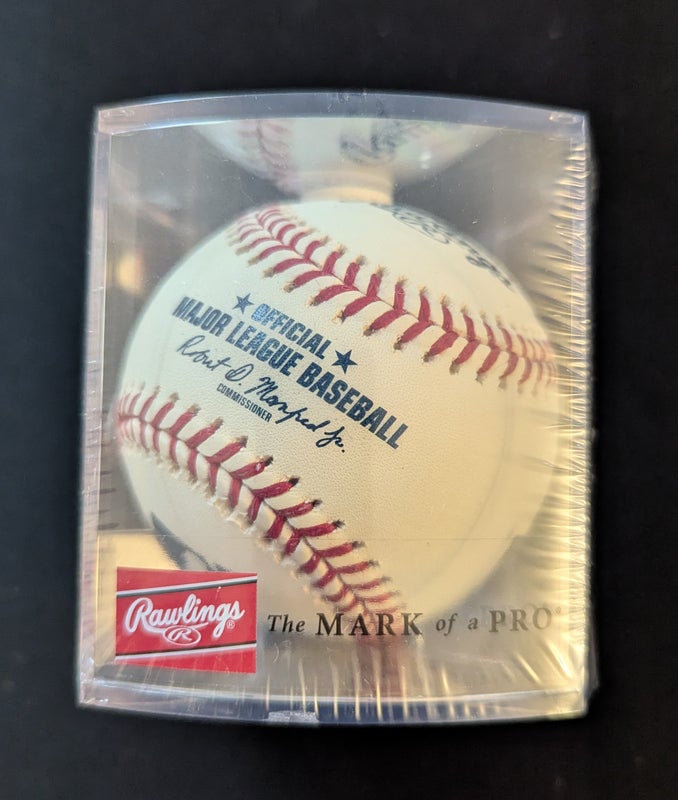 OFFICIAL
MAJOR LEAGUE BASEBALL
Robert D. Manfred Jr.
COMMISSIONER
Rawlings®
R
The MARK of a PRO®